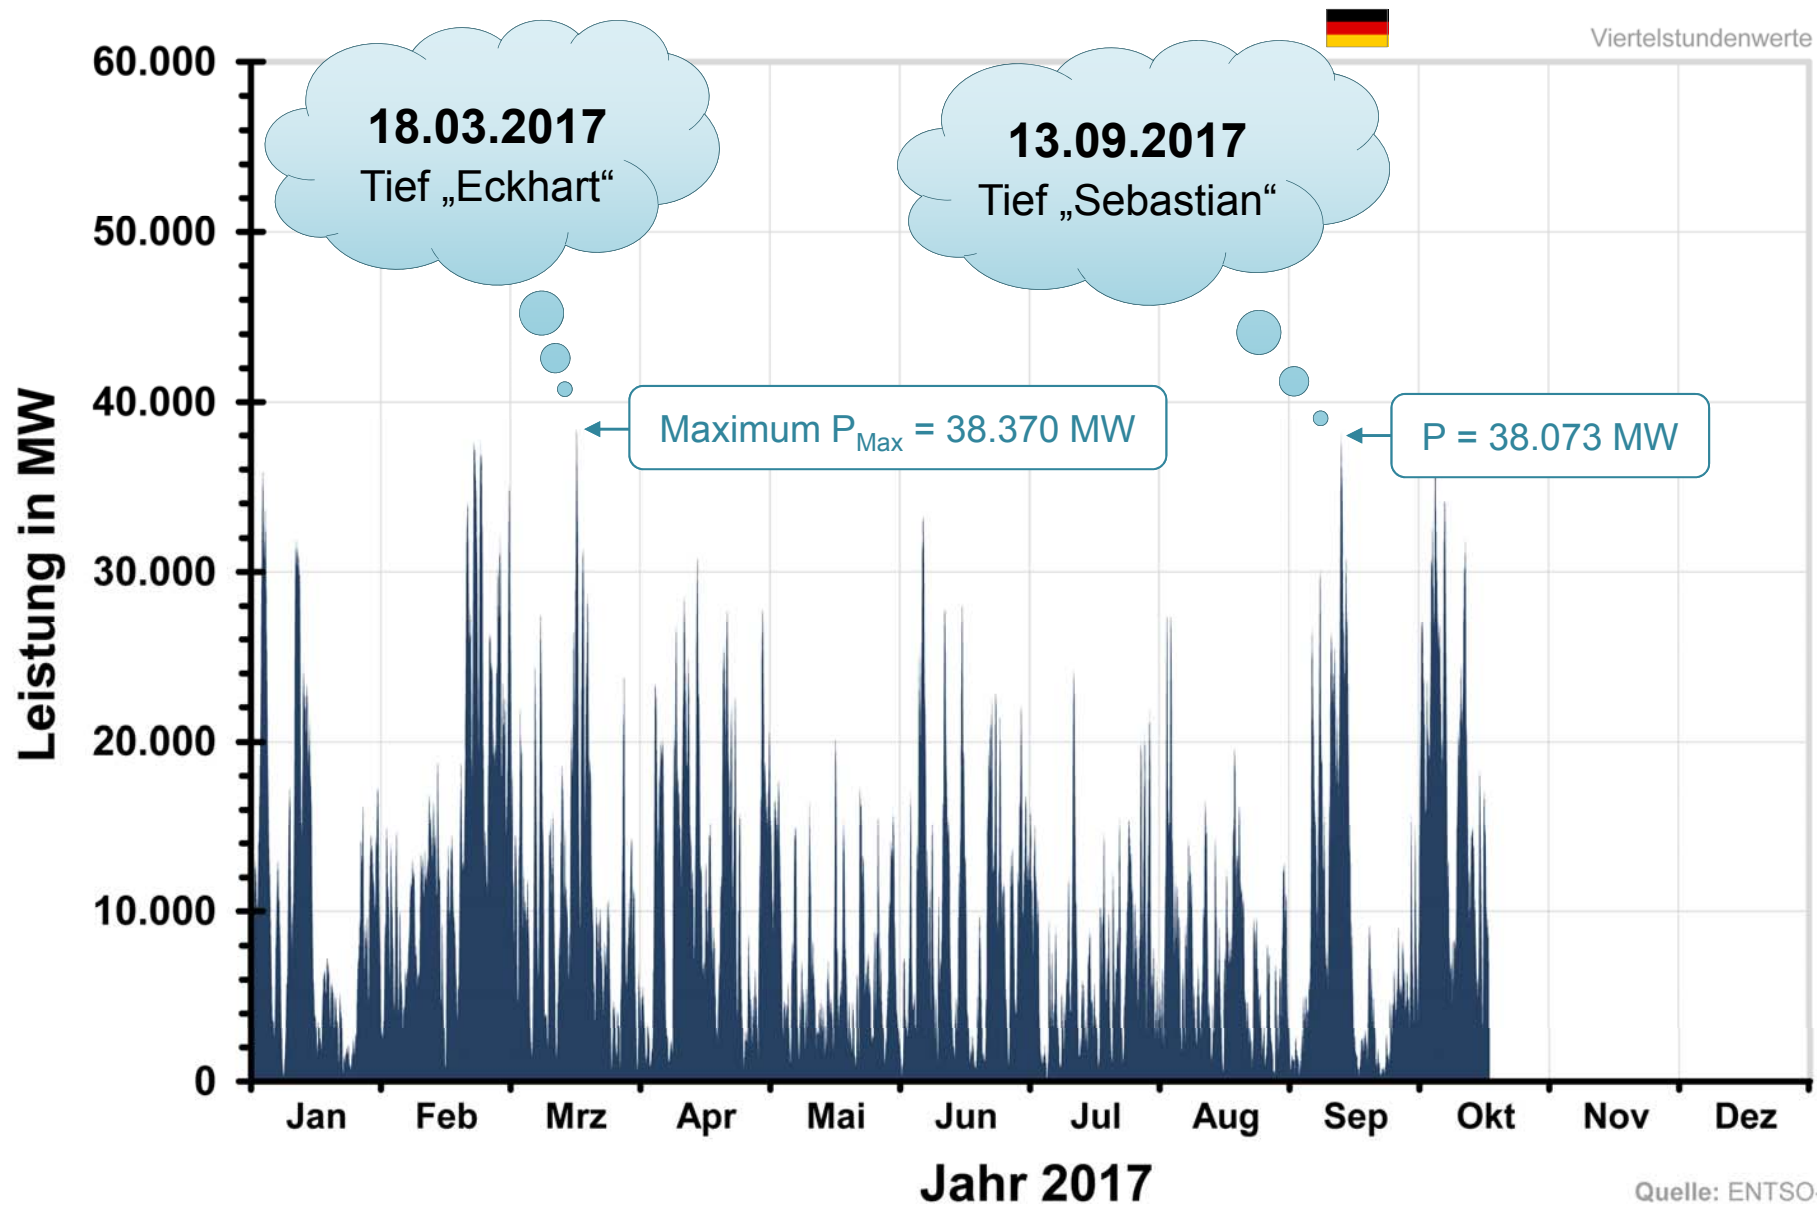 Viertelstundenwerte
60.000
50.000
40.000
30.000
20.000
10.000
0
Leistung in MW
18.03.2017
Tief „Eckhart“
13.09.2017
Tief „Sebastian“
Maximum PMax = 38.370 MW
P = 38.073 MW
Jan Feb Mrz Apr Mai Jun Jul Aug Sep Okt Nov Dez
Jahr 2017
Quelle: ENTSO-